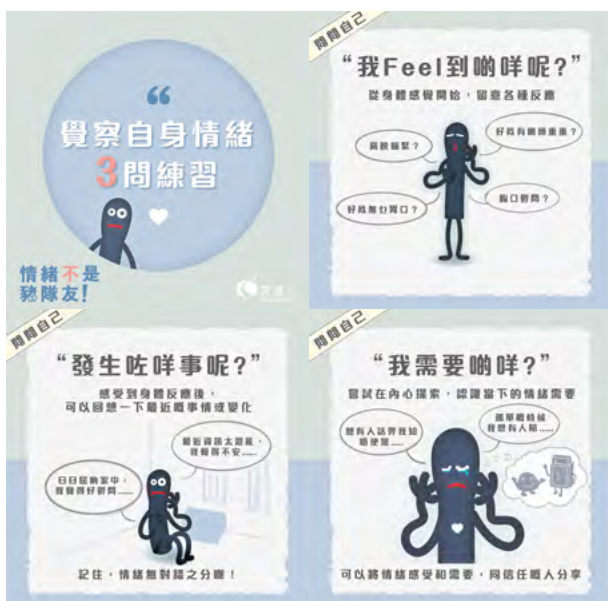 “
覺察自身情緒
3問練習
情緒不是
豬隊友!
問問自己
“我Feel到啲咩呢?”
從身體感覺開始,留意各種反應
肩膀繃緊?
好似有啲頭重重?
好似無乜胃口?
胸口鬱悶?
問問自己
“發生咗咩事呢?”
感受到身體反應後,
可以回想一下最近嘅事情或變化
最近資訊太混亂,
我覺得不安......
日日屈喺家中,
我覺得好鬱悶......
記住,情緒無對錯之分㗎!
問問自己
“我需要啲咩?”
嘗試在內心探索,認識當下的情緒需要
想有人話畀我知
唔使驚......
孤單嘅時候
我想有人陪......
可以將情緒感受和需要,同信任嘅人分享